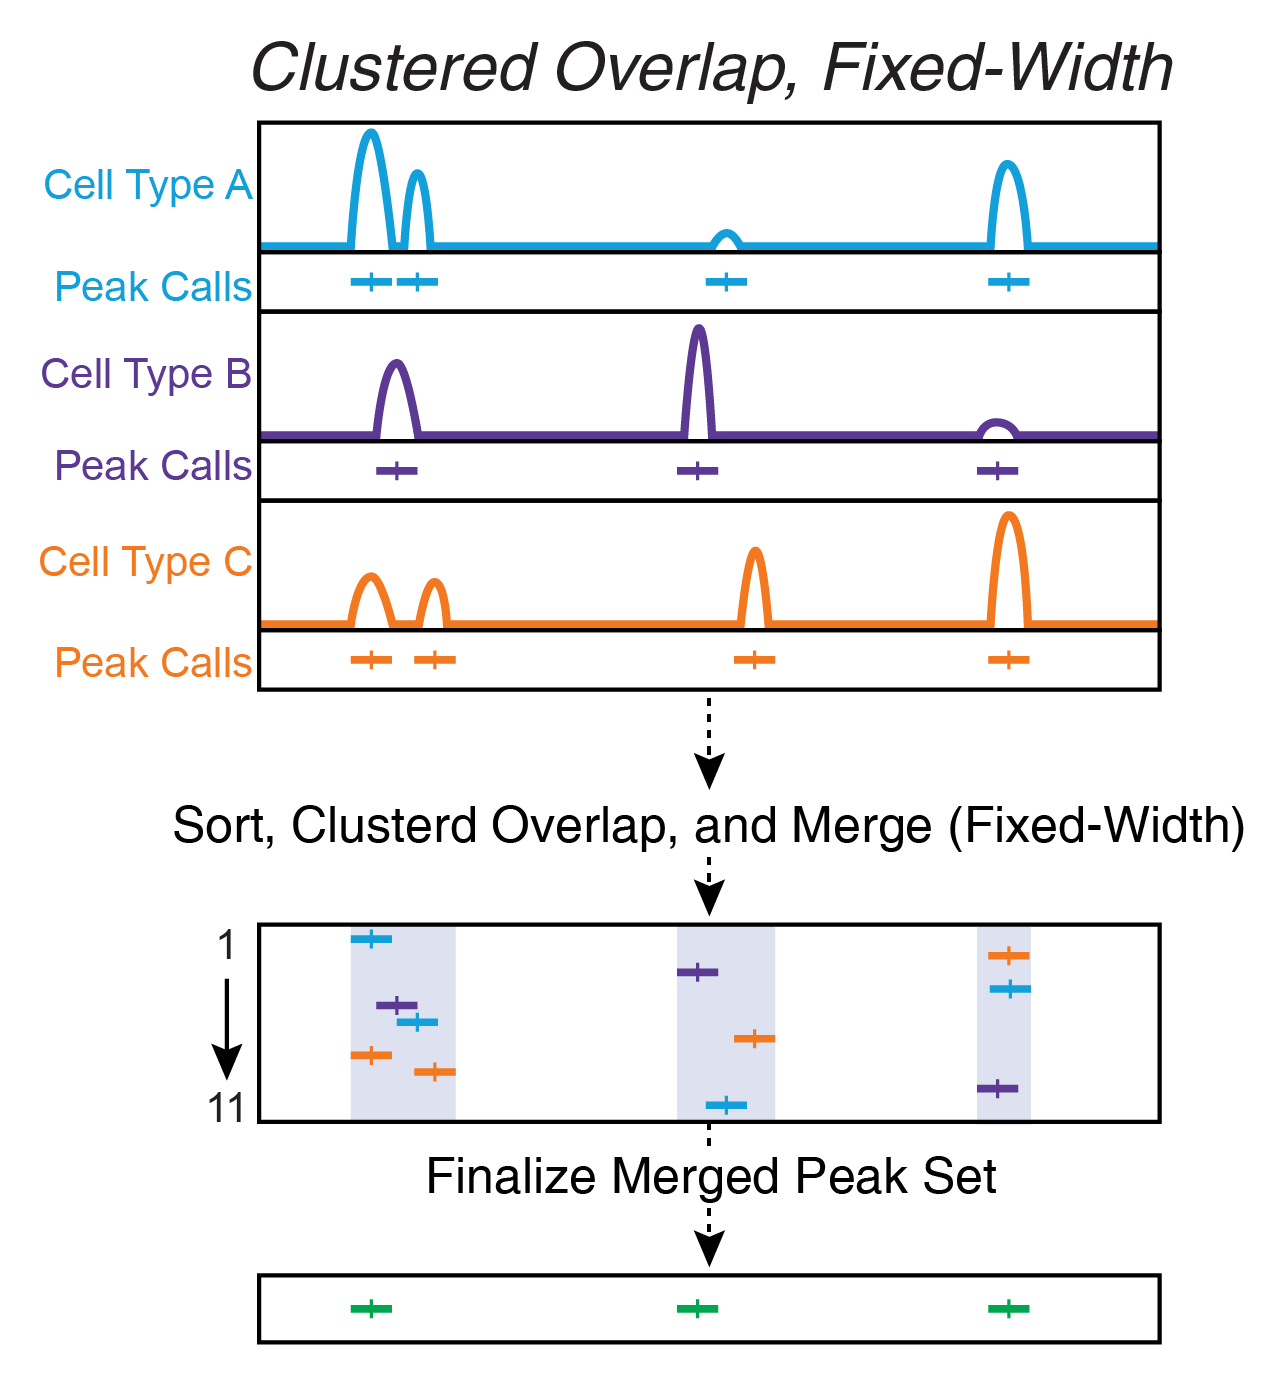 Clustered Overlap, Fixed-Width
Cell Type A
Peak Calls
Cell Type B
Peak Calls
Cell Type C
Peak Calls
Sort, Clusterd Overlap, and Merge (Fixed-Width)
1
11
Finalize Merged Peak Set